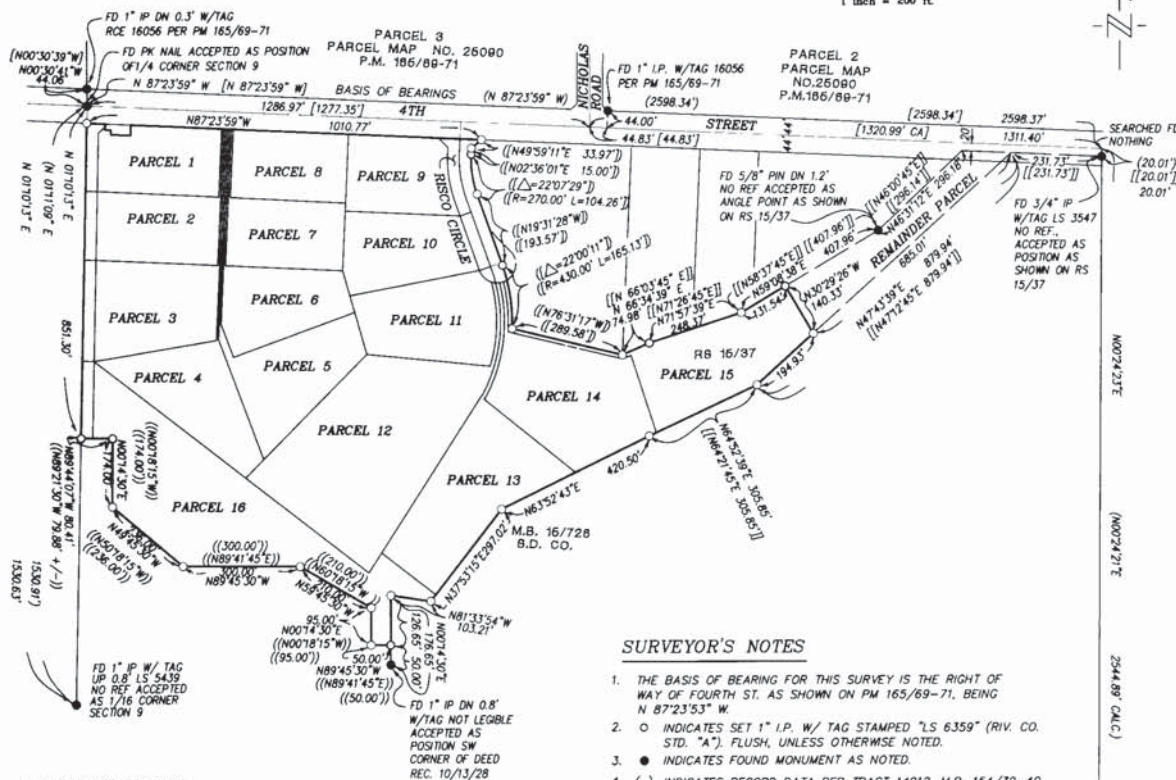 1 inch = 200 ft.
N
FD 1" IP DN 0.3' W/TAG
RCE 16056 PER PM 165/69-71
[N00°30'39"W]
N00°30'41"W
44.06'
FD PK NAIL ACCEPTED AS POSITION
OF1/4 CORNER SECTION 9
PARCEL 3
PARCEL MAP NO. 25090
P.M. 165/69-71
NICHOLAS
ROAD
FD 1" I.P. W/TAG 16056
PER PM 165/69-71
PARCEL 2
PARCEL MAP
NO.25090
P.M.165/69-71
N 87°23'59" W [N 87°23'59" W]
BASIS OF BEARINGS
(N 87°23'59" W)
(2598.34')
[2598.34']
2598.37'
1286.97' [1277.35']
4TH
STREET
44.00'
44.83' [44.83']
44'
44'
[1320.99' CA]
20'
1311.40'
N87°23'59"W
1010.77'
SEARCHED FD
NOTHING
(20.01')
[[20.01']]
20.01'
231.73'
[[231.73']]
N 01°10'13" E
(N 01°11'09" E
N 01°10'13" E
PARCEL 1
PARCEL 8
PARCEL 9
RISCO CIRCLE
((N49°59'11"E 33.97'))
((N02°36'01"E 15.00'))
((△=22°07'29"))
((R=270.00' L=104.26'))
((N19°31'28"W))
((193.57'))
((△=22°00'11"))
((R=430.00' L=165.13'))
((N76°31'17"W))
((289.58'))
FD 5/8" PIN DN 1.2'
NO REF ACCEPTED AS
ANGLE POINT AS SHOWN
ON RS 15/37
[[N46°00'45"E]]
[[296.14']]
N46°31'12"E 296.18'
REMAINDER PARCEL
FD 3/4" IP
W/TAG LS 3547
NO REF.,
ACCEPTED AS
POSITION AS
SHOWN ON RS
15/37
PARCEL 2
PARCEL 7
PARCEL 10
PARCEL 3
PARCEL 6
PARCEL 11
[[N 66°03'45" E]]
N 66°34'39" E
74.98'
[[N71°26'45"E]]
N71°57'39"E
248.37'
[[N58°37'45"E]] [[407.96']]
N59°08'38"E 407.96'
131.54'
N30°29'26"W
140.33'
685.01'
N47°43'39"E 879.94'
[[N47°12'45"E 879.94']]
851.30'
N00°24'23"E
PARCEL 4
PARCEL 5
RS 15/37
PARCEL 15
194.93'
PARCEL 14
PARCEL 12
N64°52'39"E 305.85'
[[N64°21'45"E 305.85']]
420.50'
N63°52'43"E
PARCEL 13
M.B. 15/726
S.D. CO.
N37°53'15"E 297.02'
((N00°18'15"W))
((174.00'))
N00°14'30"E
174.00'
N89°44'07"W 80.41'
((N89°21'30"W 79.86' +/-))
PARCEL 16
236.00'
N49°45'30"W
((N50°18'15"W))
((236.00'))
((300.00'))
((N89°41'45"E))
300.00'
N89°45'30"W
((210.00'))
((N60°18'15"W))
210.00'
N59°45'30"W
95.00'
N00°14'30"E
((N00°18'15"W))
((95.00'))
50.00'
N89°45'30"W
((N89°41'45"E))
((50.00'))
N81°33'54"W
103.21'
N00°14'30"E
176.65'
126.65'
50.00'
1530.91')
1530.63'
(N00°24'21"E
2544.89' CALC.)
FD 1" IP W/ TAG
UP 0.8' LS 5439
NO REF ACCEPTED
AS 1/16 CORNER
SECTION 9
FD 1" IP DN 0.8'
W/TAG NOT LEGIBLE
ACCEPTED AS
POSITION SW
CORNER OF DEED
REC. 10/13/28
SURVEYOR'S NOTES
1. THE BASIS OF BEARING FOR THIS SURVEY IS THE RIGHT OF
WAY OF FOURTH ST. AS SHOWN ON PM 165/69-71, BEING
N 87°23'53" W.
2. ○ INDICATES SET 1" I.P. W/ TAG STAMPED "LS 6359" (RIV. CO.
STD. "A"). FLUSH, UNLESS OTHERWISE NOTED.
3. ● INDICATES FOUND MONUMENT AS NOTED.